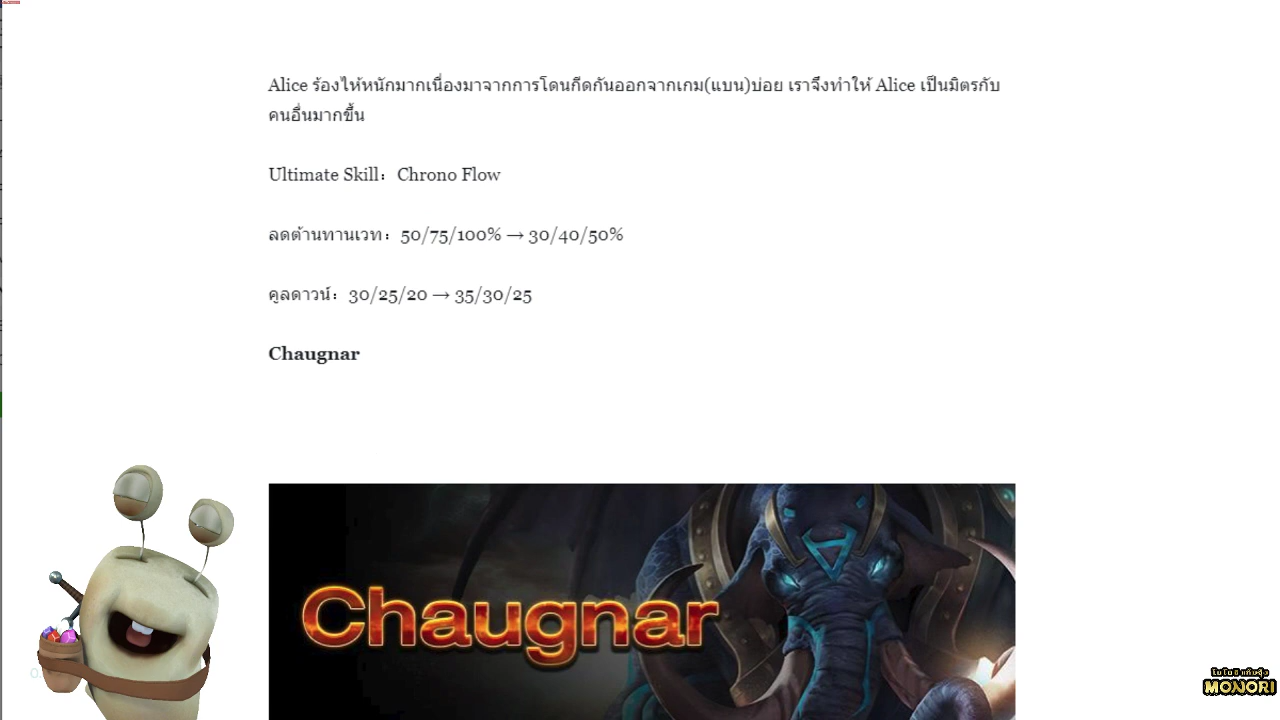 Alice ร้องไห้หนักมากเนื่องมาจากการโดนกีดกันออกจากเกม(แบน)บ่อย เราจึงทำให้ Alice เป็นมิตรกับ
คนอื่นมากขึ้น
Ultimate Skill： Chrono Flow
ลดต้านทานเวท： 50/75/100% → 30/40/50%
คูลดาวน์： 30/25/20 → 35/30/25
Chaugnar
Chaugnar
MONORI